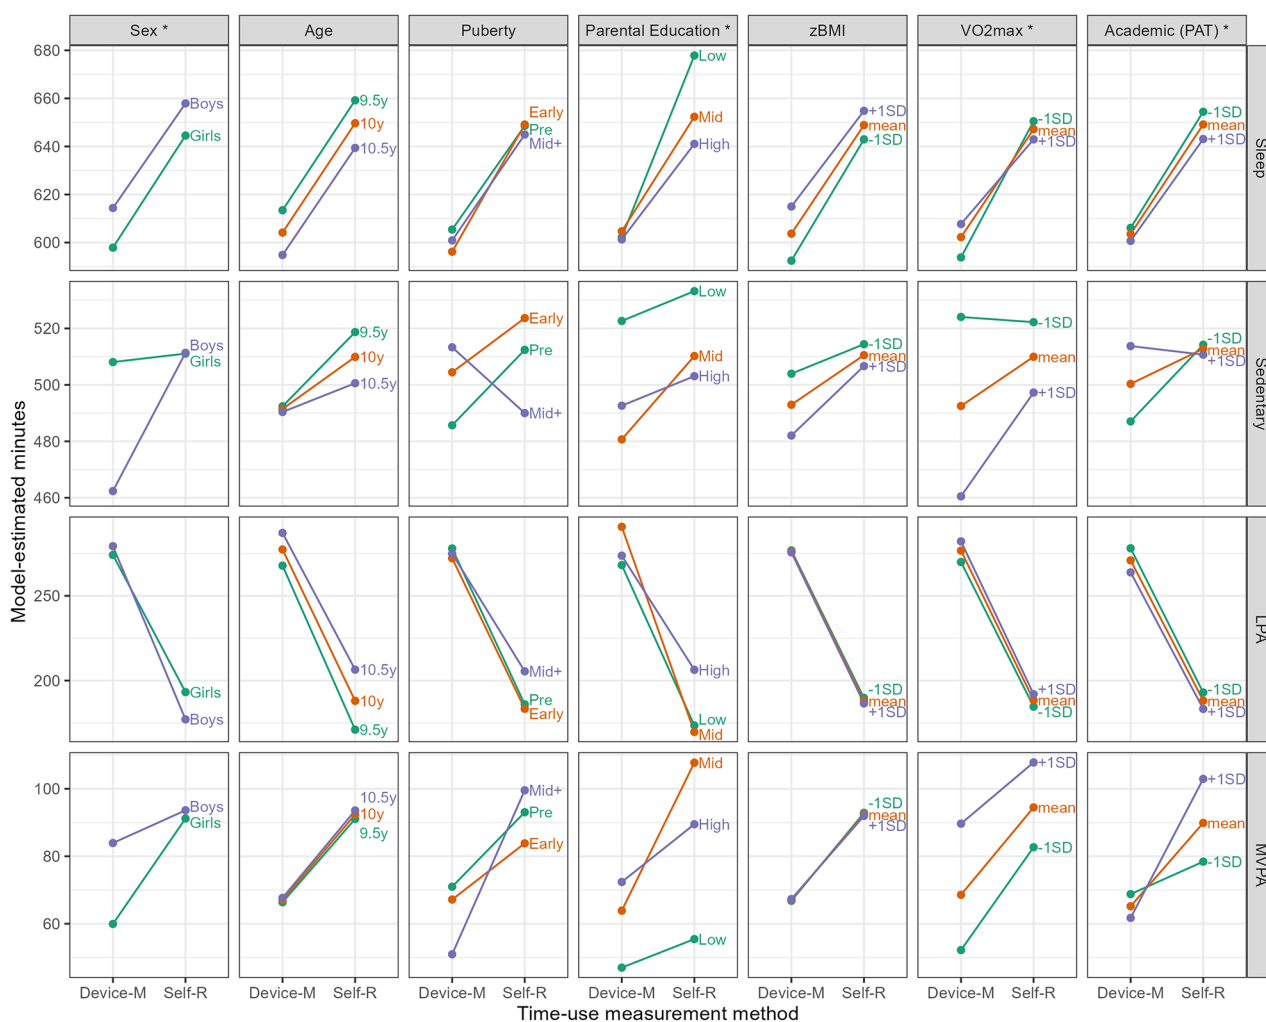 Sex *
Age
Puberty
Parental Education *
zBMI
VO2max *
Academic (PAT) *
680
660
640
620
600
Boys
Girls
9.5y
10y
10.5y
Early
Pre
Mid+
Low
Mid
High
+1SD
mean
-1SD
-1SD
mean
+1SD
-1SD
mean
+1SD
Sleep
520
500
480
460
Boys
Girls
9.5y
10y
10.5y
Early
Pre
Mid+
Low
Mid
High
-1SD
mean
+1SD
-1SD
mean
+1SD
-1SD
mean
+1SD
Sedentary
Model-estimated minutes
250
200
Girls
Boys
10.5y
10y
9.5y
Mid+
Pre
Early
High
Low
Mid
-1SD
mean
+1SD
+1SD
mean
-1SD
-1SD
mean
+1SD
LPA
100
80
60
Boys
Girls
10.5y
10y
9.5y
Mid+
Pre
Early
Mid
High
Low
-1SD
mean
+1SD
+1SD
mean
-1SD
+1SD
mean
-1SD
MVPA
Device-M Self-R
Device-M Self-R
Device-M Self-R
Device-M Self-R
Device-M Self-R
Device-M Self-R
Device-M Self-R
Time-use measurement method